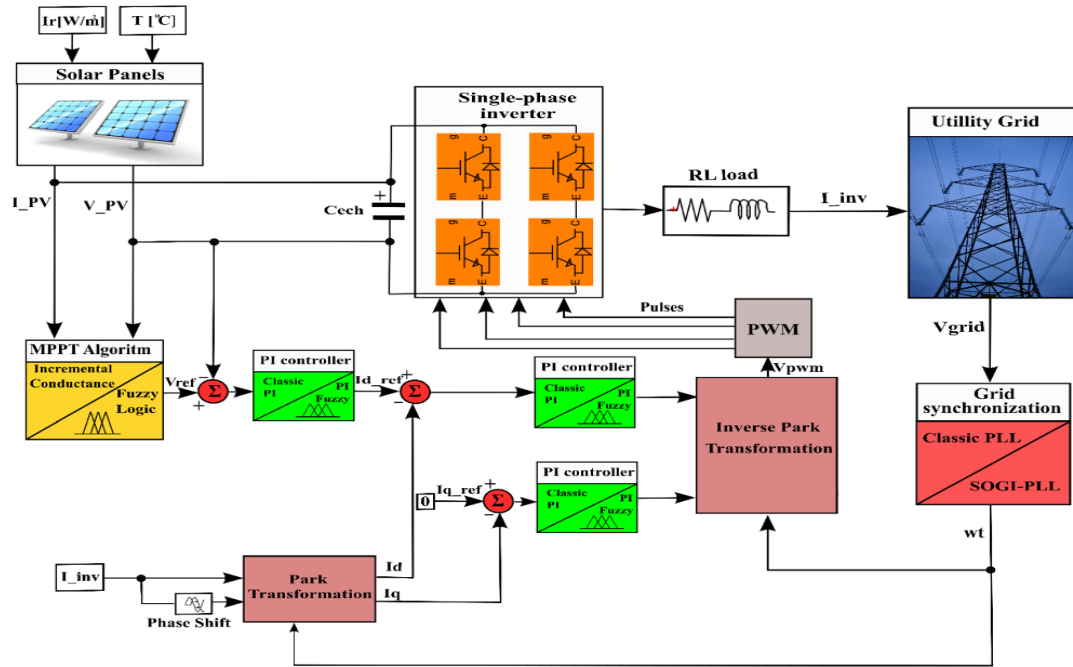 Ir[W/m²]
T [°C]
Solar Panels
I_PV
V_PV
Cech
+
Single-phase
inverter
g
C
m
E
g
C
m
E
g
C
m
E
g
C
m
E
RL load
I_inv
Utillity Grid
Pulses
PWM
Vpwm
Vgrid
MPPT Algoritm
Incremental
Conductance
Fuzzy
Logic
Vref
−
+
Σ
PI controller
Classic
PI
PI
Fuzzy
Id_ref
+
−
Σ
PI controller
Classic
PI
PI
Fuzzy
Inverse Park
Transformation
Grid
synchronization
Classic PLL
SOGI-PLL
wt
0
Iq_ref
+
−
Σ
PI controller
Classic
PI
PI
Fuzzy
I_inv
Phase Shift
Park
Transformation
Id
Iq